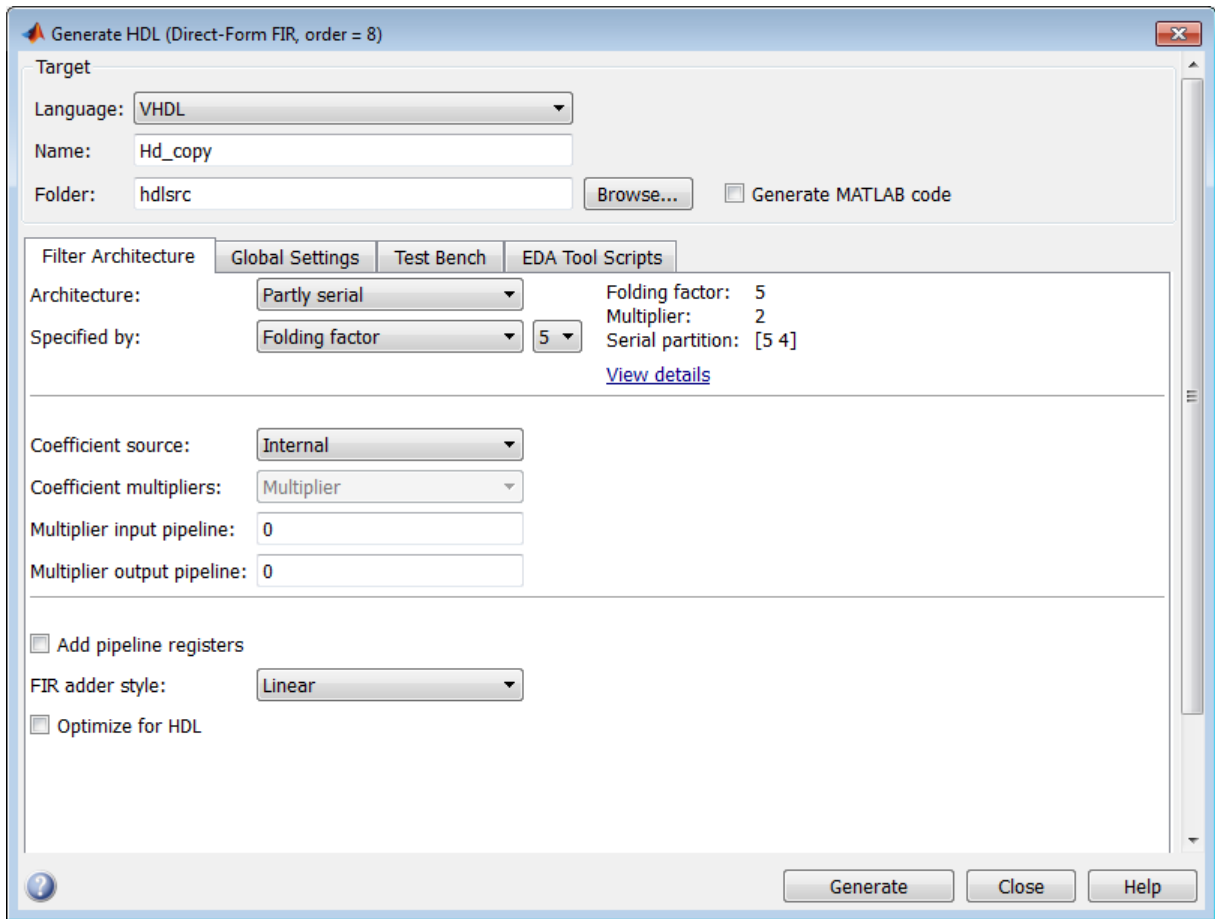 Generate HDL (Direct-Form FIR, order = 8)
Target
Language: VHDL
Name: Hd_copy
Folder: hdlsrc Browse... Generate MATLAB code
Filter Architecture Global Settings Test Bench EDA Tool Scripts
Architecture: Partly serial Folding factor: 5
Multiplier: 2
Specified by: Folding factor 5 Serial partition: [5 4]
View details
Coefficient source: Internal
Coefficient multipliers: Multiplier
Multiplier input pipeline: 0
Multiplier output pipeline: 0
Add pipeline registers
FIR adder style: Linear
Optimize for HDL
? Generate Close Help